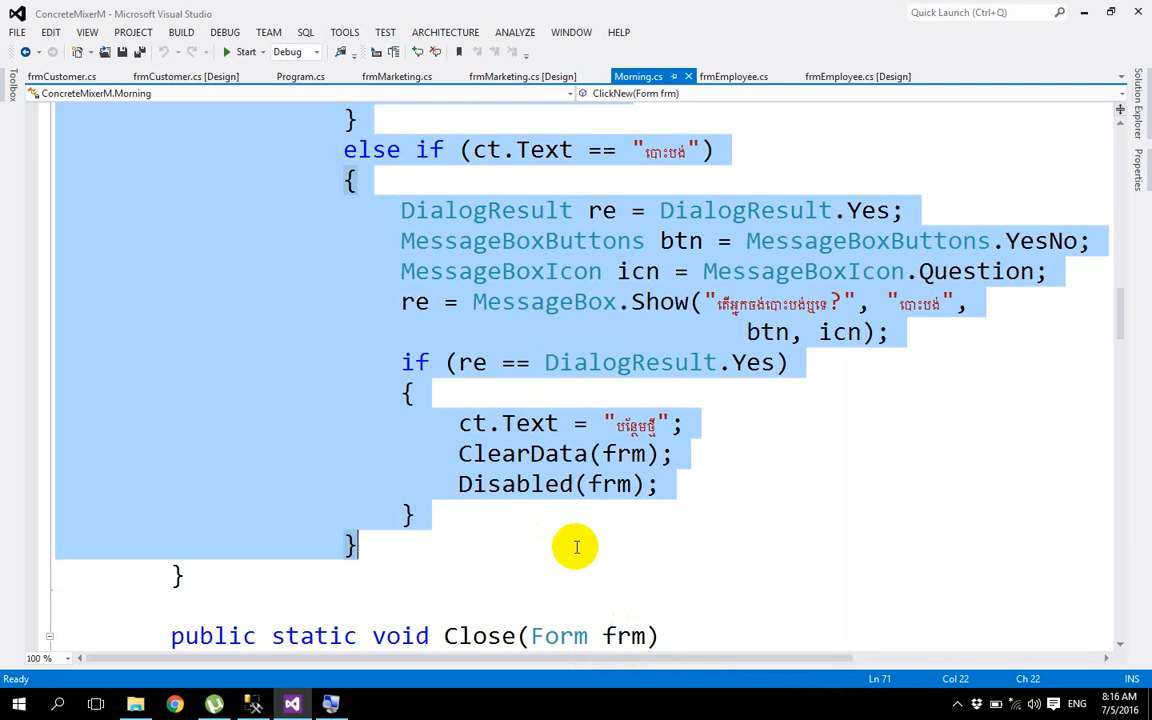 ConcreteMixerM - Microsoft Visual Studio
Quick Launch (Ctrl+Q)
FILE EDIT VIEW PROJECT BUILD DEBUG TEAM SQL TOOLS TEST ARCHITECTURE ANALYZE WINDOW HELP
Start Debug
frmCustomer.cs frmCustomer.cs [Design] Program.cs frmMarketing.cs frmMarketing.cs [Design] Morning.cs frmEmployee.cs frmEmployee.cs [Design]
Toolbox
Solution Explorer
Properties
ConcreteMixerM.Morning ClickNew(Form frm)
}
else if (ct.Text == "បោះបង់")
{
DialogResult re = DialogResult.Yes;
MessageBoxButtons btn = MessageBoxButtons.YesNo;
MessageBoxIcon icn = MessageBoxIcon.Question;
re = MessageBox.Show("តើអ្នកចង់បោះបង់ឬទេ?", "បោះបង់",
btn, icn);
if (re == DialogResult.Yes)
{
ct.Text = "បន្ថែមថ្មី";
ClearData(frm);
Disabled(frm);
}
}
}
public static void Close(Form frm)
100 %
Ready Ln 71 Col 22 Ch 22 INS
ENG 8:16 AM
7/5/2016